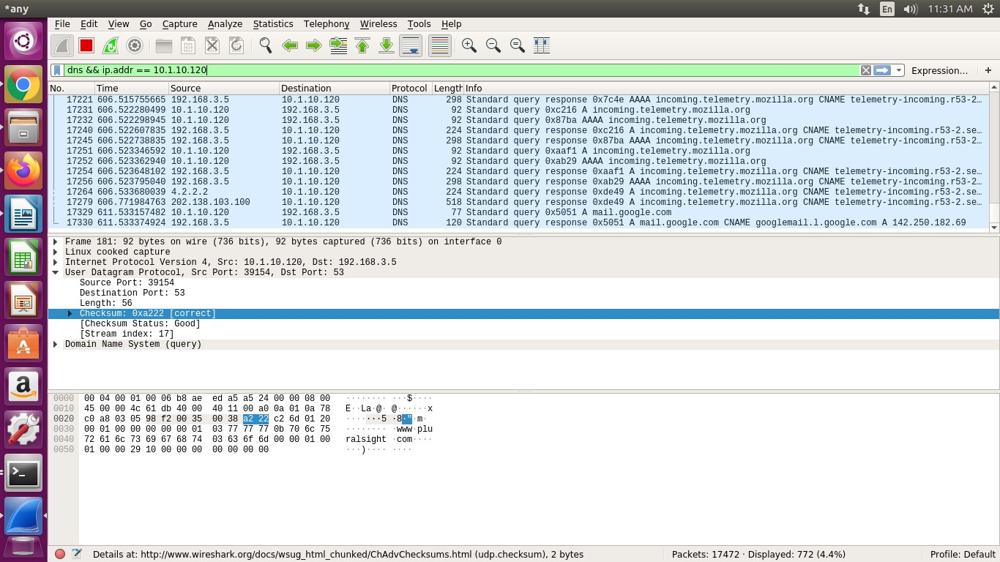 *any
En
11:31 AM
File Edit View Go Capture Analyze Statistics Telephony Wireless Tools Help
dns && ip.addr == 10.1.10.120
Expression…
+
No. Time Source Destination Protocol Length Info
17221 606.515755665 192.168.3.5 10.1.10.120 DNS 298 Standard query response 0x7c4e AAAA incoming.telemetry.mozilla.org CNAME telemetry-incoming.r53-2…
17231 606.522280499 10.1.10.120 192.168.3.5 DNS 92 Standard query 0xc216 A incoming.telemetry.mozilla.org
17232 606.522298945 10.1.10.120 192.168.3.5 DNS 92 Standard query 0x87ba AAAA incoming.telemetry.mozilla.org
17240 606.522607835 192.168.3.5 10.1.10.120 DNS 224 Standard query response 0xc216 A incoming.telemetry.mozilla.org CNAME telemetry-incoming.r53-2.se…
17245 606.522738835 192.168.3.5 10.1.10.120 DNS 298 Standard query response 0x87ba AAAA incoming.telemetry.mozilla.org CNAME telemetry-incoming.r53-2…
17251 606.523346592 10.1.10.120 192.168.3.5 DNS 92 Standard query 0xaaf1 A incoming.telemetry.mozilla.org
17252 606.523362940 10.1.10.120 192.168.3.5 DNS 92 Standard query 0xab29 AAAA incoming.telemetry.mozilla.org
17254 606.523648102 192.168.3.5 10.1.10.120 DNS 224 Standard query response 0xaaf1 A incoming.telemetry.mozilla.org CNAME telemetry-incoming.r53-2.se…
17256 606.523795040 192.168.3.5 10.1.10.120 DNS 298 Standard query response 0xab29 AAAA incoming.telemetry.mozilla.org CNAME telemetry-incoming.r53-2…
17264 606.533680039 4.2.2.2 10.1.10.120 DNS 224 Standard query response 0xde49 A incoming.telemetry.mozilla.org CNAME telemetry-incoming.r53-2.se…
17279 606.771984763 202.138.103.100 10.1.10.120 DNS 518 Standard query response 0xde49 A incoming.telemetry.mozilla.org CNAME telemetry-incoming.r53-2.se…
17329 611.533157482 10.1.10.120 192.168.3.5 DNS 77 Standard query 0x5051 A mail.google.com
17330 611.533374924 192.168.3.5 10.1.10.120 DNS 120 Standard query response 0x5051 A mail.google.com CNAME googlemail.l.google.com A 142.250.182.69
Frame 181: 92 bytes on wire (736 bits), 92 bytes captured (736 bits) on interface 0
Linux cooked capture
Internet Protocol Version 4, Src: 10.1.10.120, Dst: 192.168.3.5
User Datagram Protocol, Src Port: 39154, Dst Port: 53
Source Port: 39154
Destination Port: 53
Length: 56
Checksum: 0xa222 [correct]
[Checksum Status: Good]
[Stream index: 17]
Domain Name System (query)
0000 00 04 00 01 00 06 b8 ae ed a5 a5 24 00 00 08 00 ········ ···$····
0010 45 00 00 4c 61 db 40 00 40 11 00 a0 0a 01 0a 78 E··La·@· @······x
0020 c0 a8 03 05 98 f2 00 35 00 38 a2 22 c2 6d 01 20 ·······5 ·8·"·m·
0030 00 01 00 00 00 00 00 01 03 77 77 77 0b 70 6c 75 ········ ·www·plu
0040 72 61 6c 73 69 67 68 74 03 63 6f 6d 00 00 01 00 ralsight ·com····
0050 01 00 00 29 10 00 00 00 00 00 00 00 ···)···· ····
Details at: http://www.wireshark.org/docs/wsug_html_chunked/ChAdvChecksums.html (udp.checksum), 2 bytes
Packets: 17472 · Displayed: 772 (4.4%)
Profile: Default